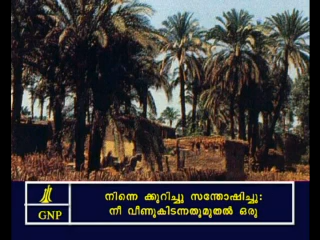 നിന്നെ ക്കുറിച്ചു സന്തോഷിച്ചു:
നീ വീണുകിടന്നതുമുതൽ ഒരു
GNP